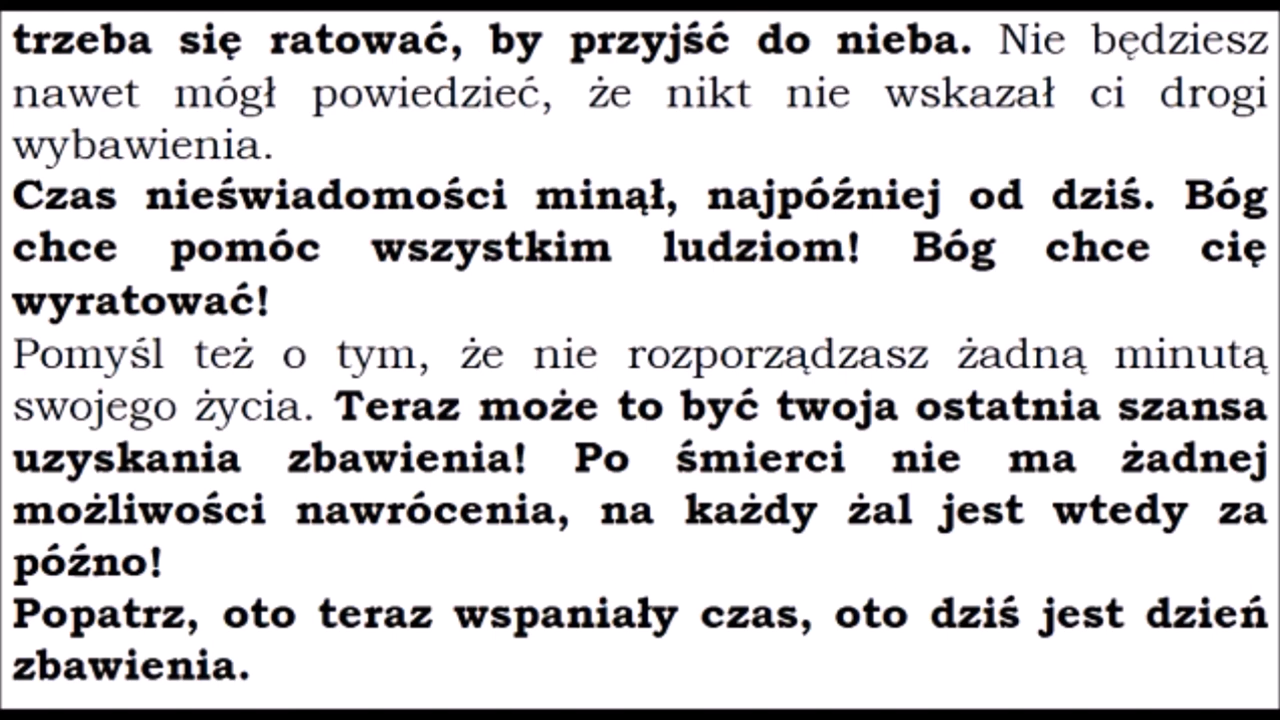 trzeba się ratować, by przyjść do nieba. Nie będziesz
nawet mógł powiedzieć, że nikt nie wskazał ci drogi
wybawienia.
Czas nieświadomości minął, najpóźniej od dziś. Bóg
chce pomóc wszystkim ludziom! Bóg chce cię
wyratować!
Pomyśl też o tym, że nie rozporządzasz żadną minutą
swojego życia. Teraz może to być twoja ostatnia szansa
uzyskania zbawienia! Po śmierci nie ma żadnej
możliwości nawrócenia, na każdy żal jest wtedy za
późno!
Popatrz, oto teraz wspaniały czas, oto dziś jest dzień
zbawienia.